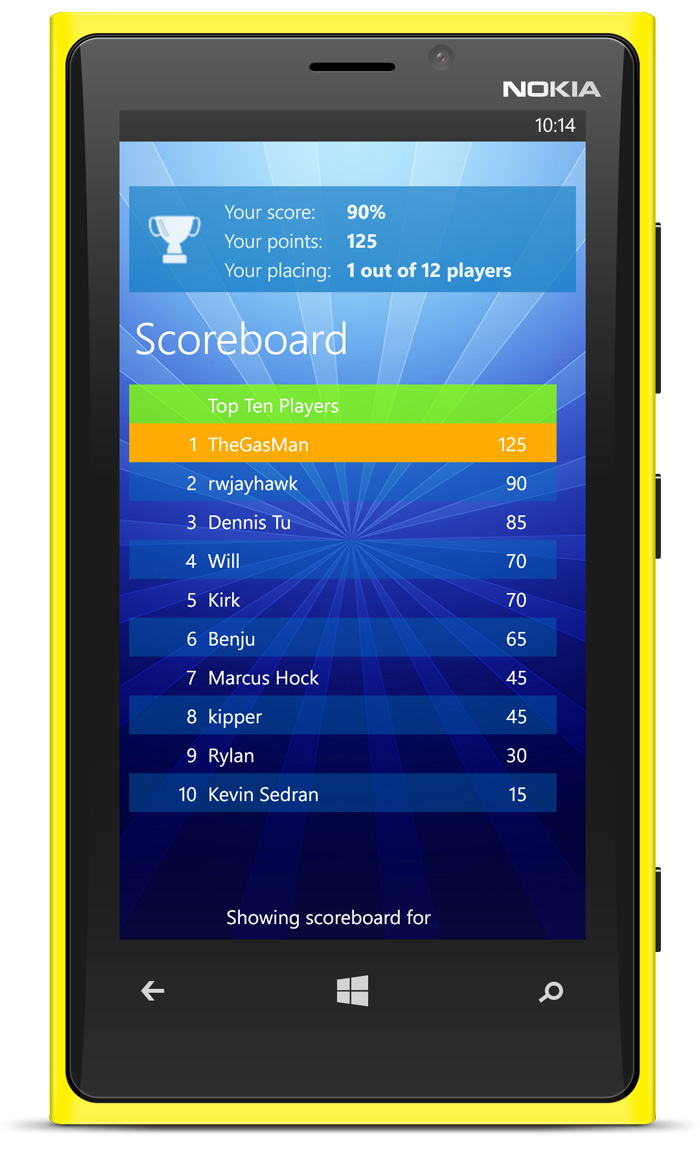 NOKIA
10:14
Your score: 90%
Your points: 125
Your placing: 1 out of 12 players
Scoreboard
Top Ten Players
1 TheGasMan 125
2 rwjayhawk 90
3 Dennis Tu 85
4 Will 70
5 Kirk 70
6 Benju 65
7 Marcus Hock 45
8 kipper 45
9 Rylan 30
10 Kevin Sedran 15
Showing scoreboard for